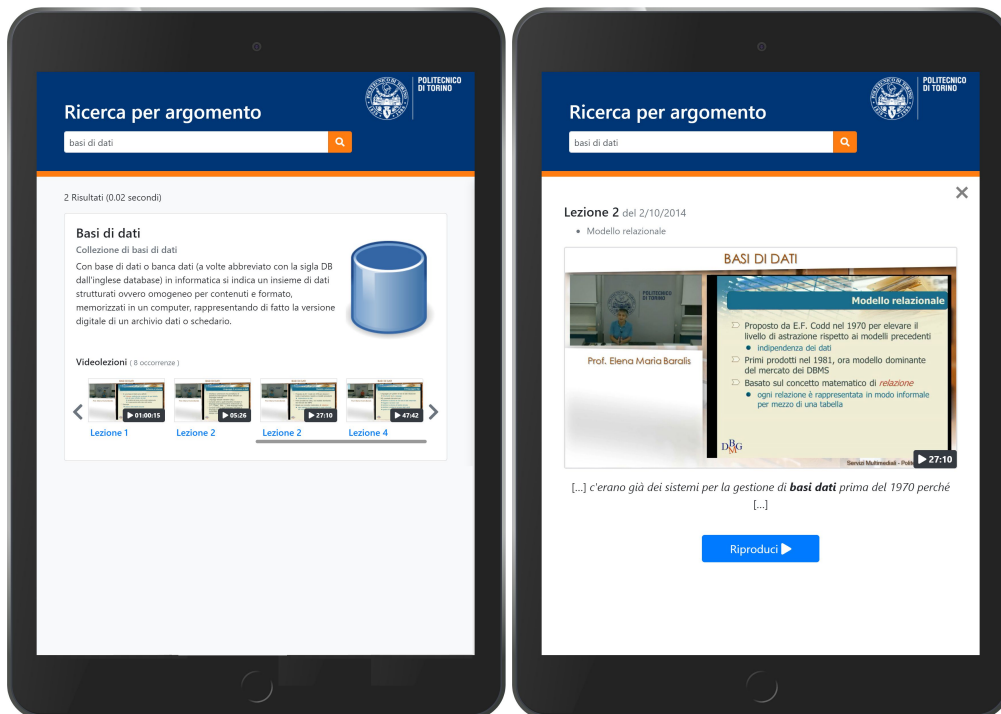 POLITECNICO
DI TORINO
Ricerca per argomento
basi di dati
2 Risultati (0.02 secondi)
Basi di dati
Collezione di basi di dati
Con base di dati o banca dati (a volte abbreviato con la sigla DB
dall'inglese database) in informatica si indica un insieme di dati
strutturati ovvero omogeneo per contenuti e formato,
memorizzati in un computer, rappresentando di fatto la versione
digitale di un archivio dati o schedario.
Videolezioni ( 8 occorrenze )
01:00:15
05:26
27:10
47:42
Lezione 1
Lezione 2
Lezione 2
Lezione 4
POLITECNICO
DI TORINO
Ricerca per argomento
basi di dati
Lezione 2 del 2/10/2014
Modello relazionale
BASI DI DATI
POLITECNICO
DI TORINO
Prof. Elena Maria Baralis
Modello relazionale
Proposto da E.F. Codd nel 1970 per elevare il
livello di astrazione rispetto ai modelli precedenti
indipendenza dei dati
Primi prodotti nel 1981, ora modello dominante
del mercato dei DBMS
Basato sul concetto matematico di relazione
ogni relazione è rappresentata in modo informale
per mezzo di una tabella
DBMG
Servizi Multimediali - Polit
27:10
[...] c'erano già dei sistemi per la gestione di basi dati prima del 1970 perché
[...]
Riproduci